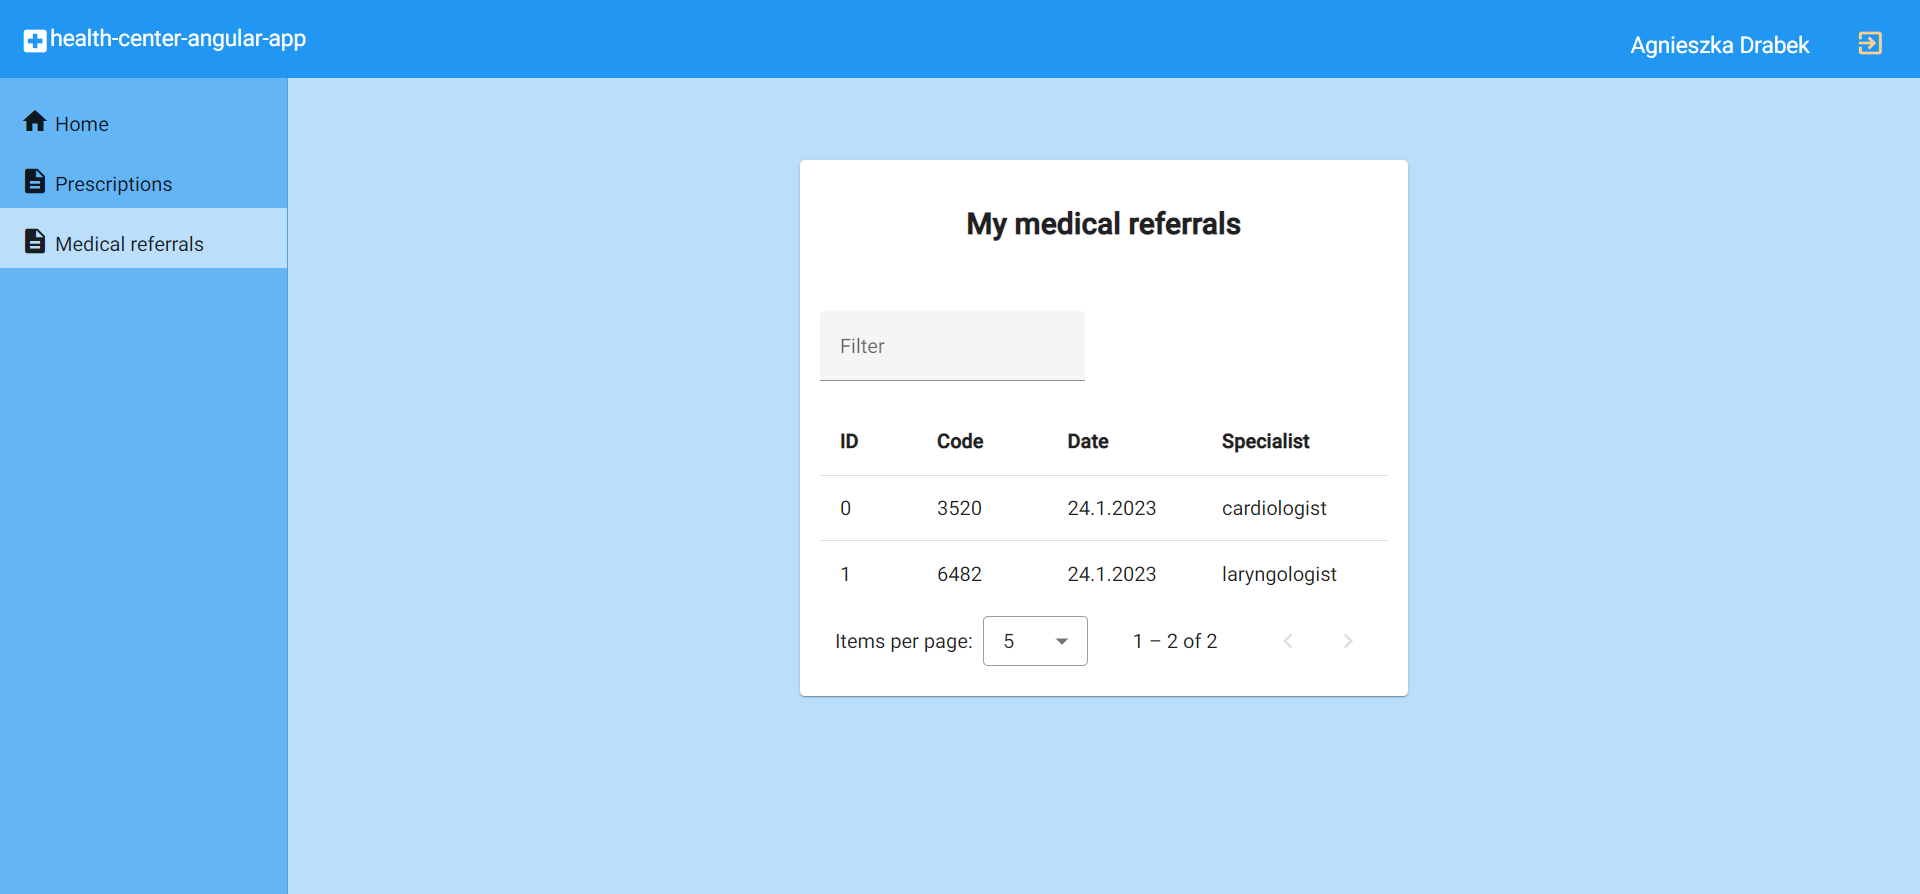 health-center-angular-app
Agnieszka Drabek
Home
Prescriptions
Medical referrals
My medical referrals
Filter
ID Code Date Specialist
0 3520 24.1.2023 cardiologist
1 6482 24.1.2023 laryngologist
Items per page: 5 1 – 2 of 2